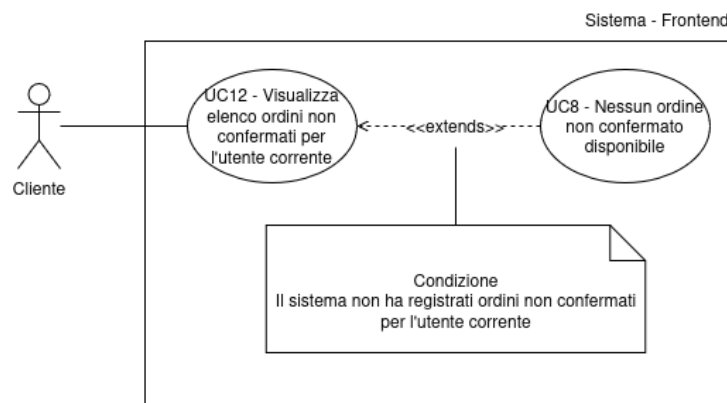 Sistema - Frontend
UC12 - Visualizza
elenco ordini non
confermati per
l'utente corrente
<<extends>>
UC8 - Nessun ordine
non confermato
disponibile
Cliente
Condizione
Il sistema non ha registrati ordini non confermati
per l'utente corrente